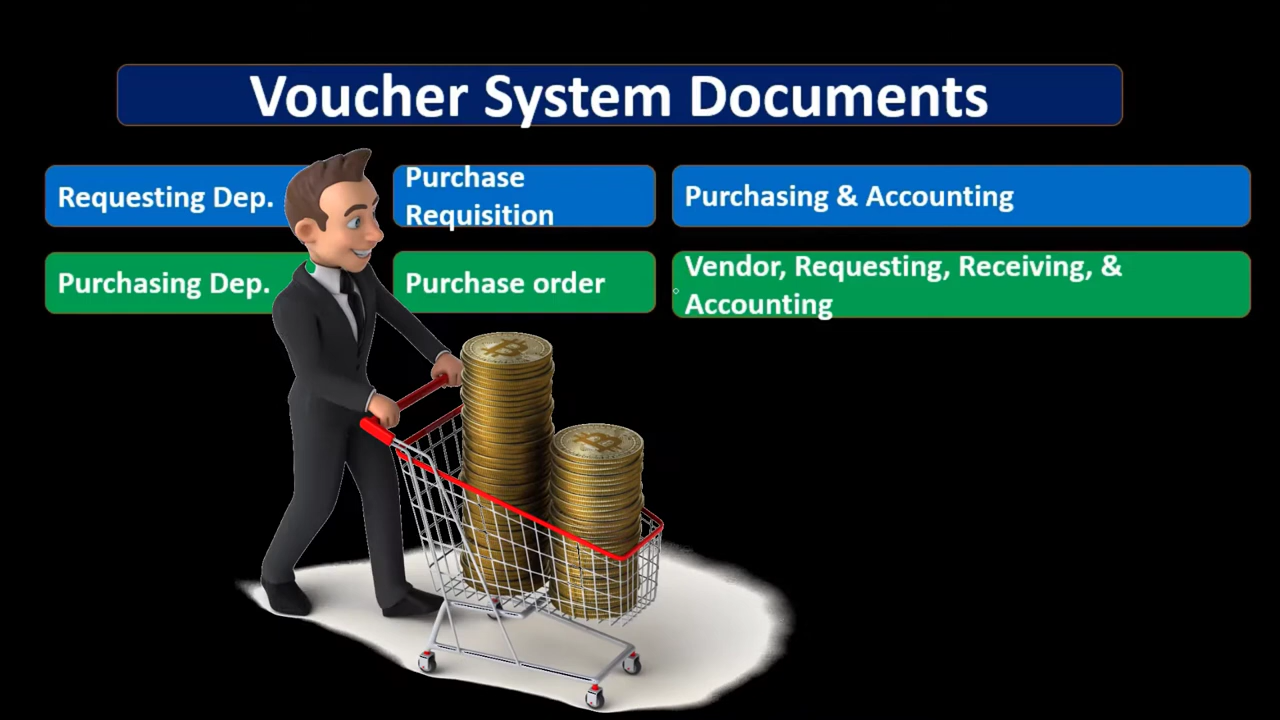 Voucher System Documents
Requesting Dep.
Purchase
Requisition
Purchasing & Accounting
Purchasing Dep.
Purchase order
Vendor, Requesting, Receiving, &
Accounting